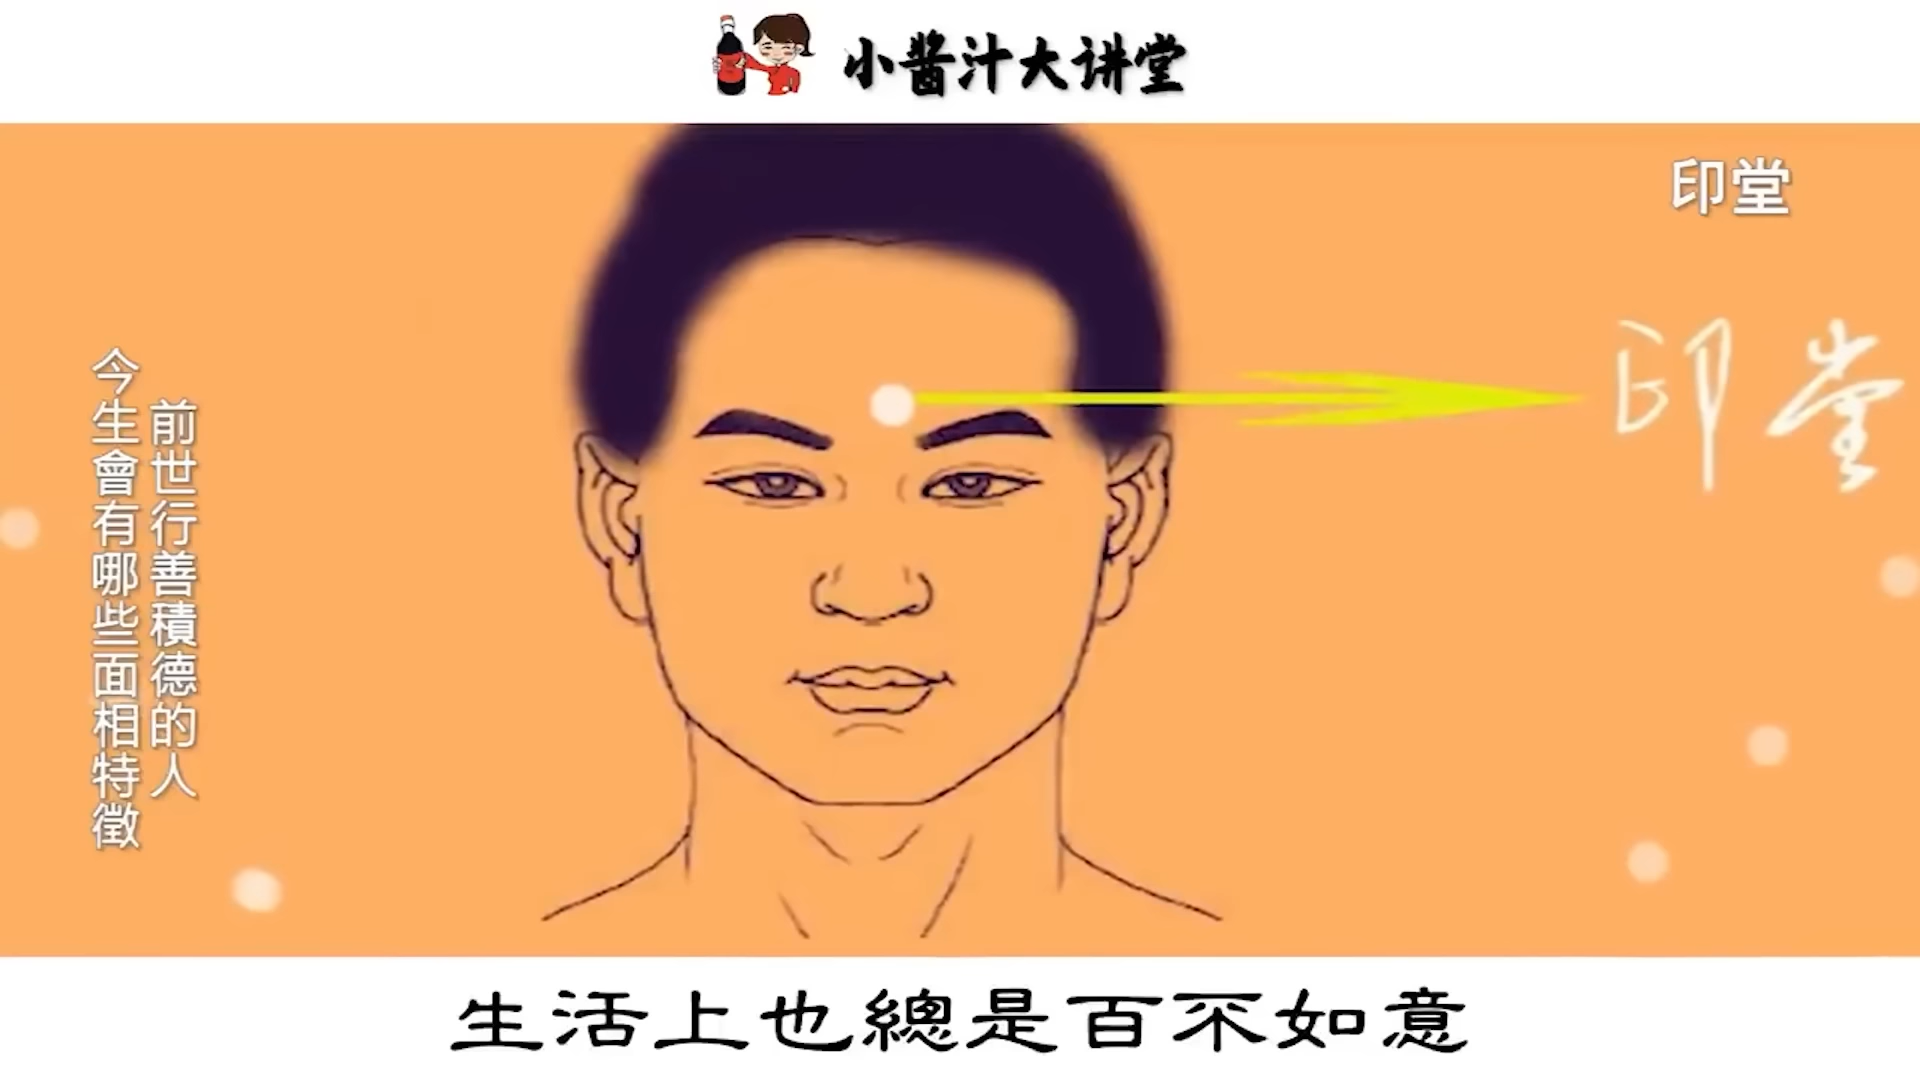 小酱汁大讲堂
印堂
印堂
前世行善積德的人
今生會有哪些面相特徵
生活上也總是百不如意